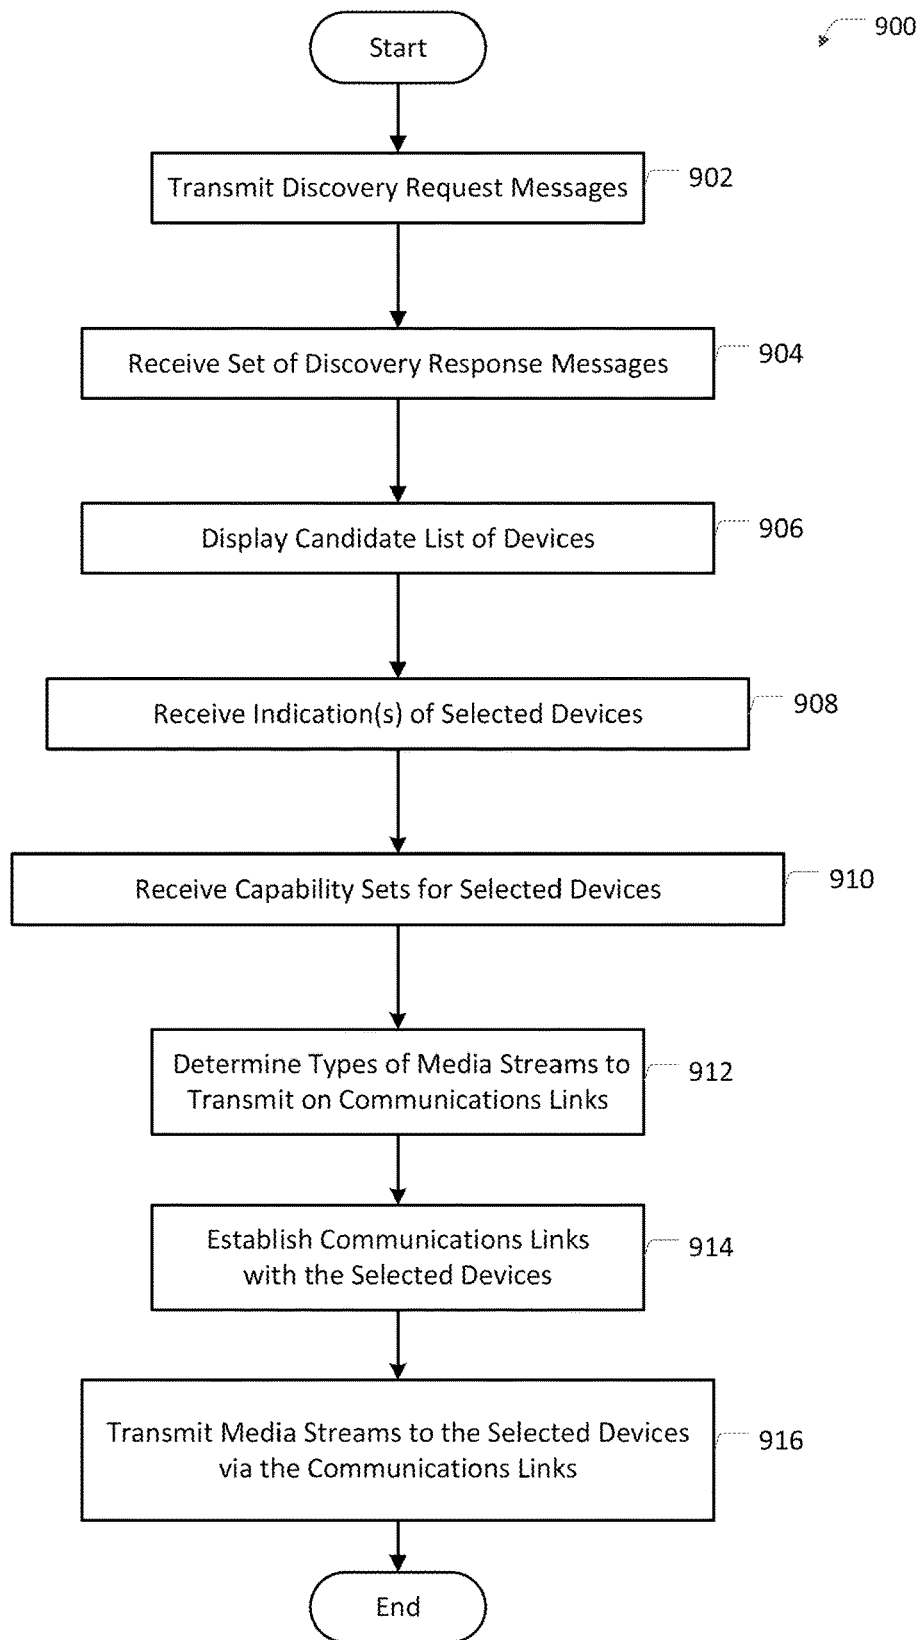 900
Start
Transmit Discovery Request Messages
902
Receive Set of Discovery Response Messages
904
Display Candidate List of Devices
906
Receive Indication(s) of Selected Devices
908
Receive Capability Sets for Selected Devices
910
Determine Types of Media Streams to
Transmit on Communications Links
912
Establish Communications Links
with the Selected Devices
914
Transmit Media Streams to the Selected Devices
via the Communications Links
916
End